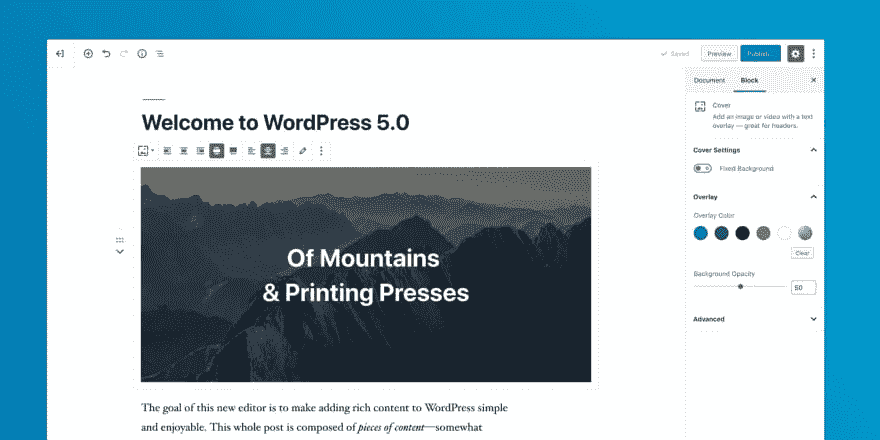 Saved
Preview
Publish...
Document
Block
Welcome to WordPress 5.0
Of Mountains
& Printing Presses
The goal of this new editor is to make adding rich content to WordPress simple
and enjoyable. This whole post is composed of pieces of content—somewhat
Cover
Add an image or video with a text
overlay — great for headers.
Cover Settings
Fixed Background
Overlay
Overlay Color
Clear
Background Opacity
50
Advanced